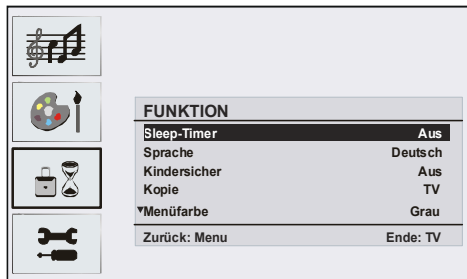 FUNKTION
Sleep-Timer Aus
Sprache Deutsch
Kindersicher Aus
Kopie TV
▼Menüfarbe Grau
Zurück: Menu Ende: TV